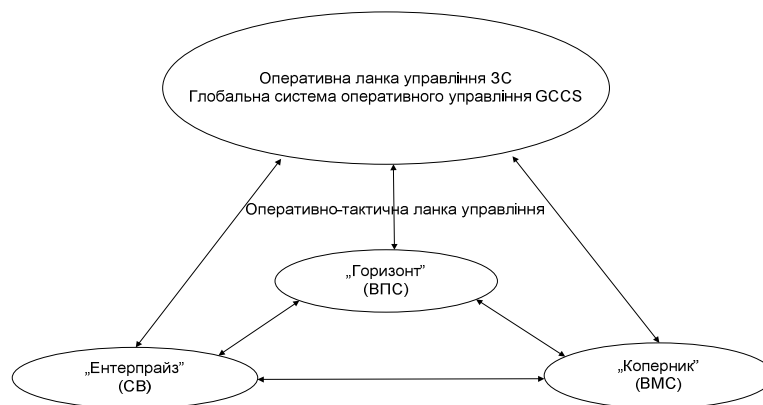 Оперативна ланка управління ЗС
Глобальна система оперативного управління GCCS
Оперативно-тактична ланка управління
„Горизонт”
(ВПС)
„Ентерпрайз”
(СВ)
„Коперник”
(ВМС)